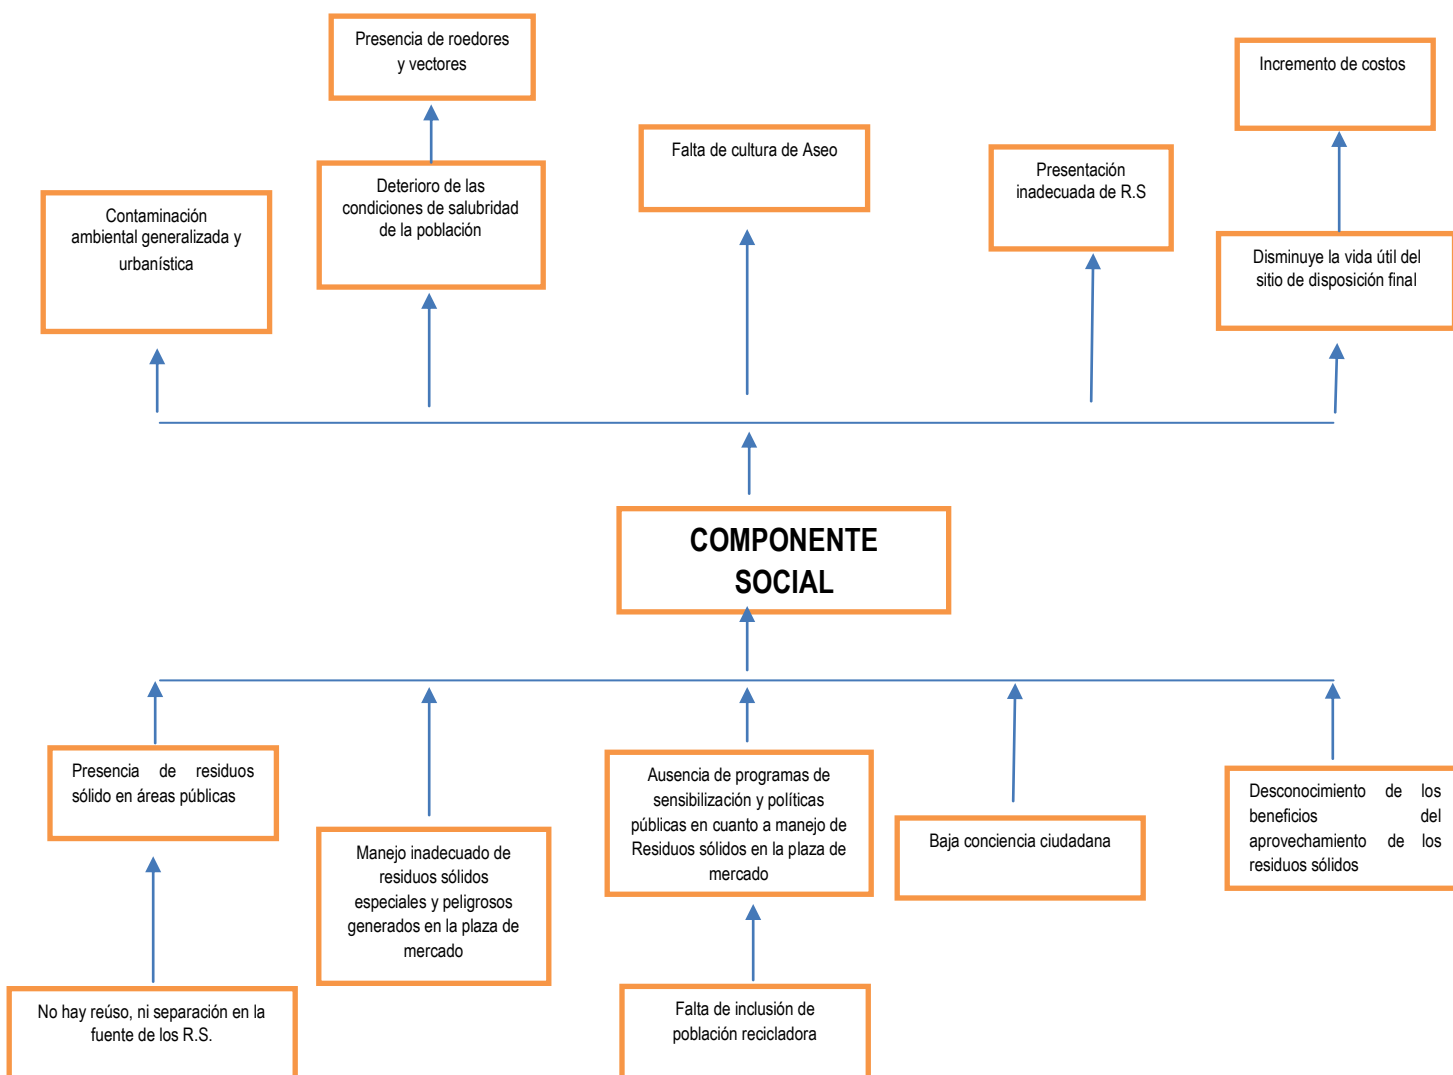 Presencia de roedores
y vectores
Incremento de costos
Falta de cultura de Aseo
Presentación
inadecuada de R.S
Deterioro de las
condiciones de salubridad
de la población
Contaminación
ambiental generalizada y
urbanística
Disminuye la vida útil del
sitio de disposición final
COMPONENTE
SOCIAL
Presencia de residuos
sólido en áreas públicas
Manejo inadecuado de
residuos sólidos
especiales y peligrosos
generados en la plaza de
mercado
Ausencia de programas de
sensibilización y políticas
públicas en cuanto a manejo de
Residuos sólidos en la plaza de
mercado
Baja conciencia ciudadana
Desconocimiento de los
beneficios del
aprovechamiento de los
residuos sólidos
No hay reúso, ni separación en la
fuente de los R.S.
Falta de inclusión de
población recicladora